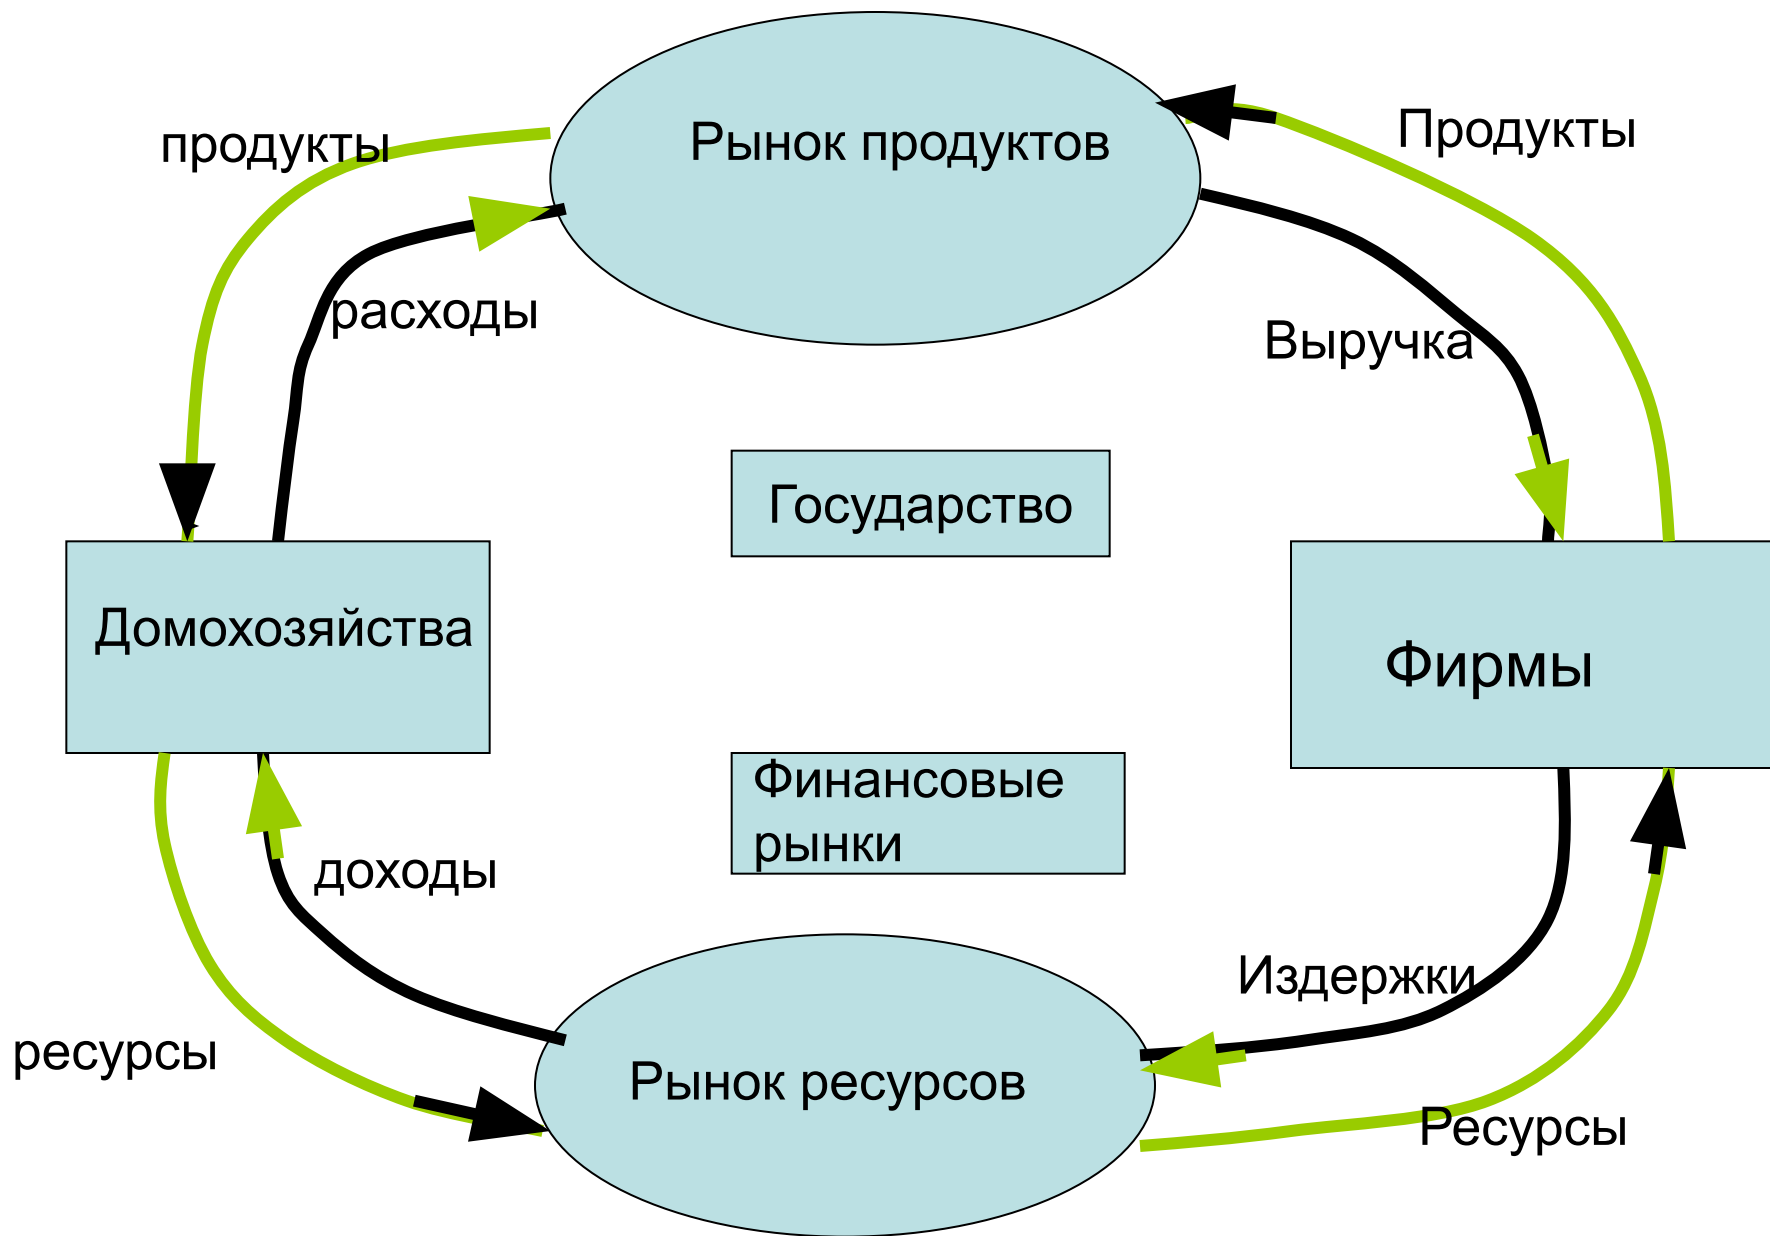 продукты
Рынок продуктов
Продукты
расходы
Выручка
Государство
Домохозяйства
Фирмы
Финансовые
рынки
доходы
Издержки
ресурсы
Рынок ресурсов
Ресурсы